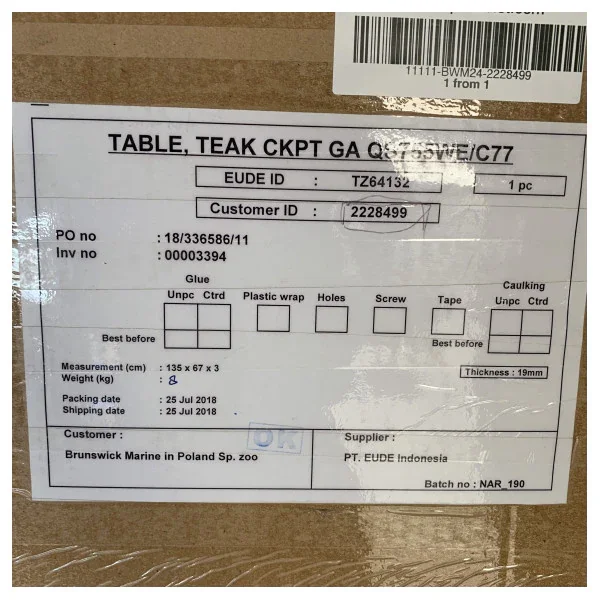 11111-BWM24-2228499
1 from 1
TABLE, TEAK CKPT GA QS755WE/C77
EUDE ID : TZ64132
1 pc
Customer ID : 2228499
PO no : 18/336586/11
Inv no : 00003394
Glue
Unpc Ctrd
Plastic wrap
Holes
Screw
Tape
Caulking
Unpc Ctrd
Best before
Best before
Measurement (cm) : 135 x 67 x 3
Weight (kg) : 8
Thickness : 19mm
Packing date : 25 Jul 2018
Shipping date : 25 Jul 2018
OK
Customer :
Brunswick Marine in Poland Sp. zoo
Supplier :
PT. EUDE Indonesia
Batch no : NAR_190